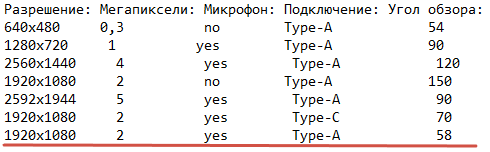 Разрешение: Мегапиксели: Микрофон: Подключение: Угол обзора:
640x480 0,3 no Type-A 54
1280x720 1 yes Type-A 90
2560x1440 4 yes Type-A 120
1920x1080 2 no Type-A 150
2592x1944 5 yes Type-A 90
1920x1080 2 yes Type-C 70
1920x1080 2 yes Type-A 58